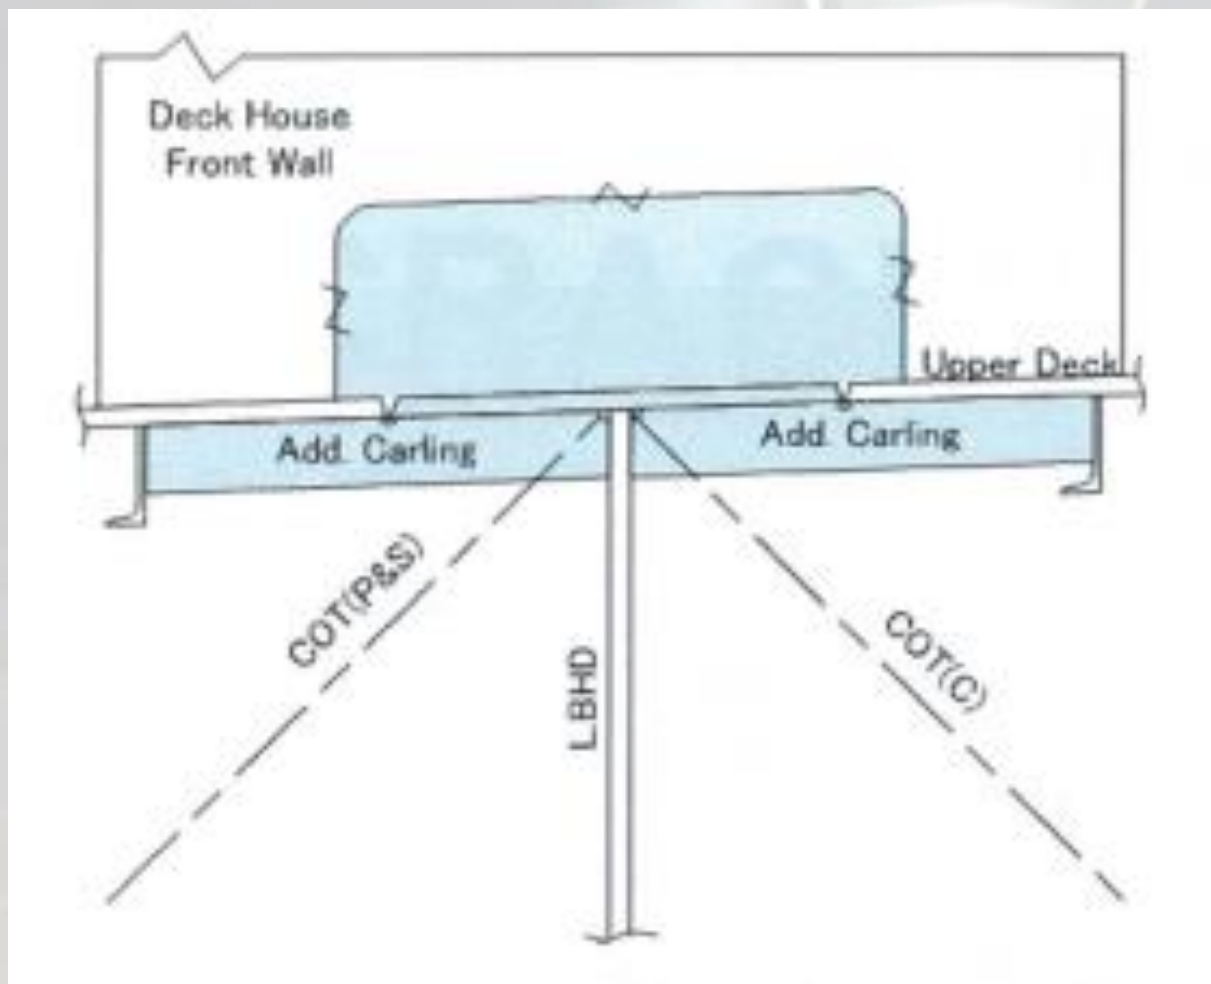 Deck House
Front Wall
Upper Deck
Add. Carling
Add. Carling
COT(P&S)
COT(C)
LBHD